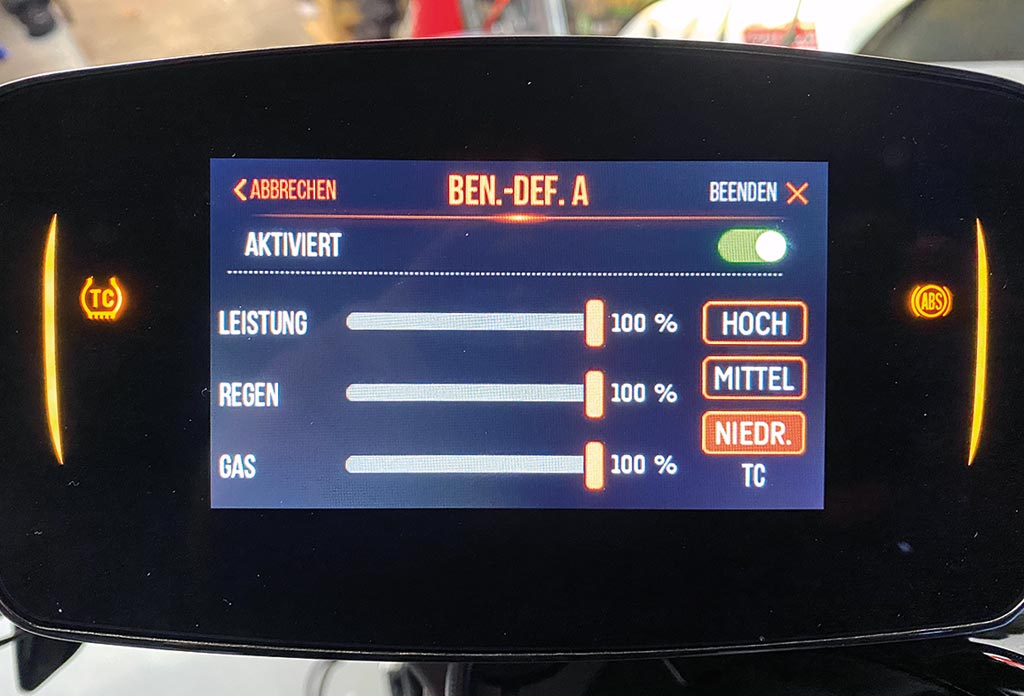 ABBRECHEN
BEN.-DEF. A
BEENDEN
AKTIVIERT
TC
ABS
LEISTUNG 100 % HOCH
REGEN 100 % MITTEL
NIEDR.
GAS 100 % TC